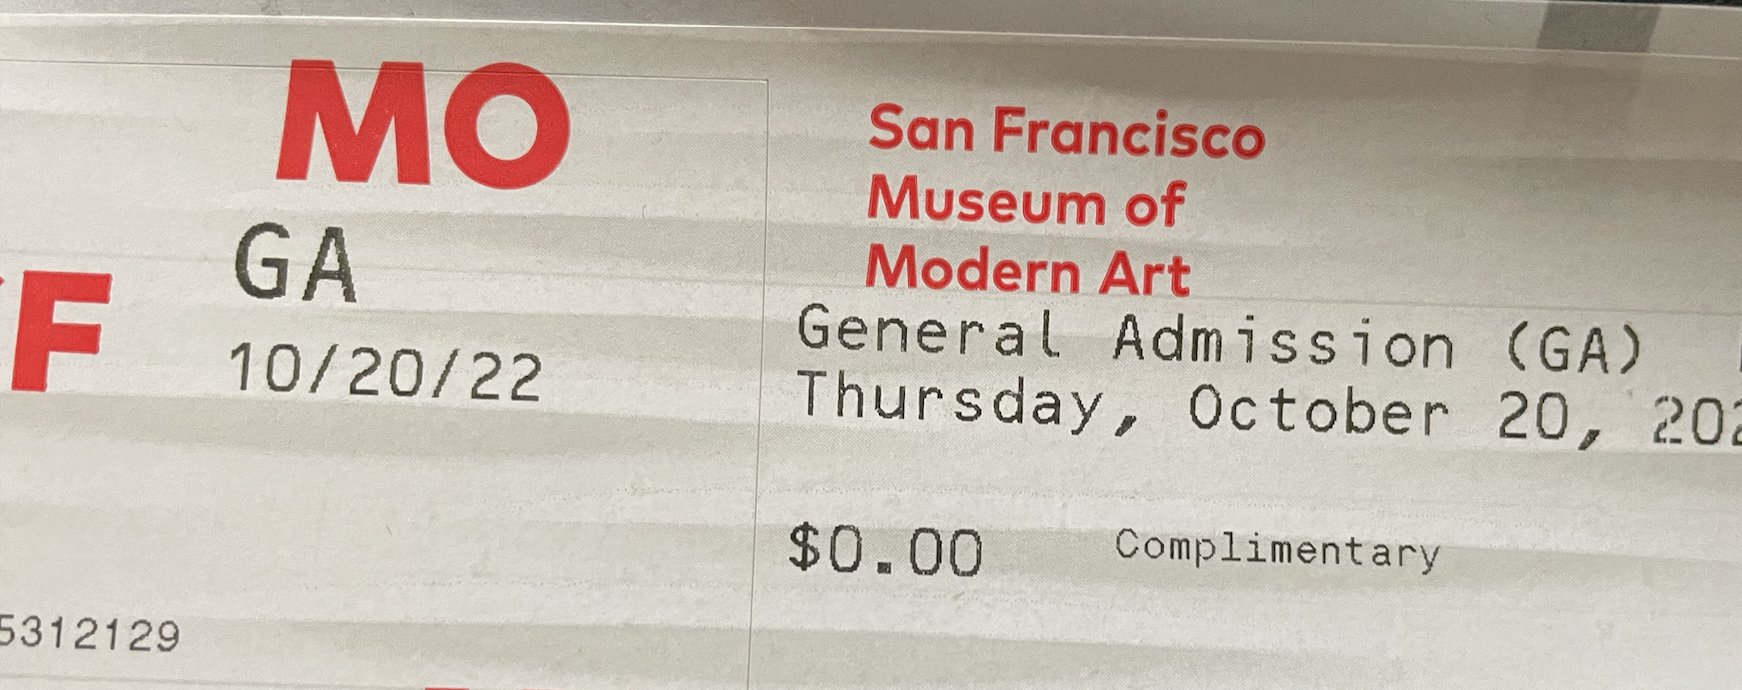 MO
F
GA
10/20/22
5312129
San Francisco
Museum of
Modern Art
General Admission (GA)
Thursday, October 20, 202
$0.00 Complimentary